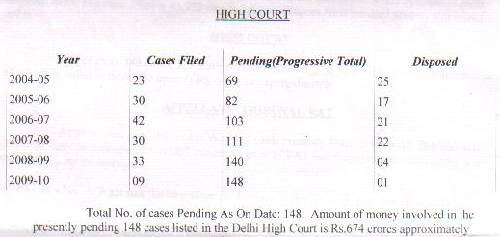 HIGH COURT
Year Cases Filed Pending(Progressive Total) Disposed
2004-05 23 69 25
2005-06 30 82 17
2006-07 42 103 21
2007-08 30 111 22
2008-09 33 140 04
2009-10 09 148 01
Total No. of cases Pending As On Date: 148 Amount of money involved in the
presently pending 148 cases listed in the Delhi High Court is Rs.674 crores approximately